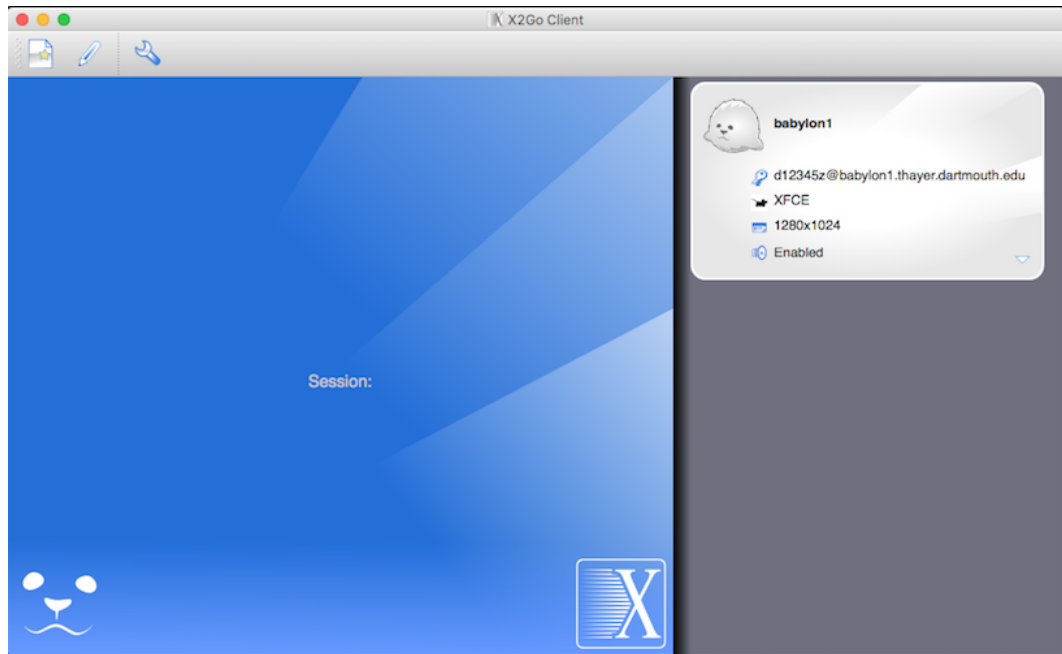 X2Go Client
Session:
babylon1
d12345z@babylon1.thayer.dartmouth.edu
XFCE
1280x1024
Enabled
X